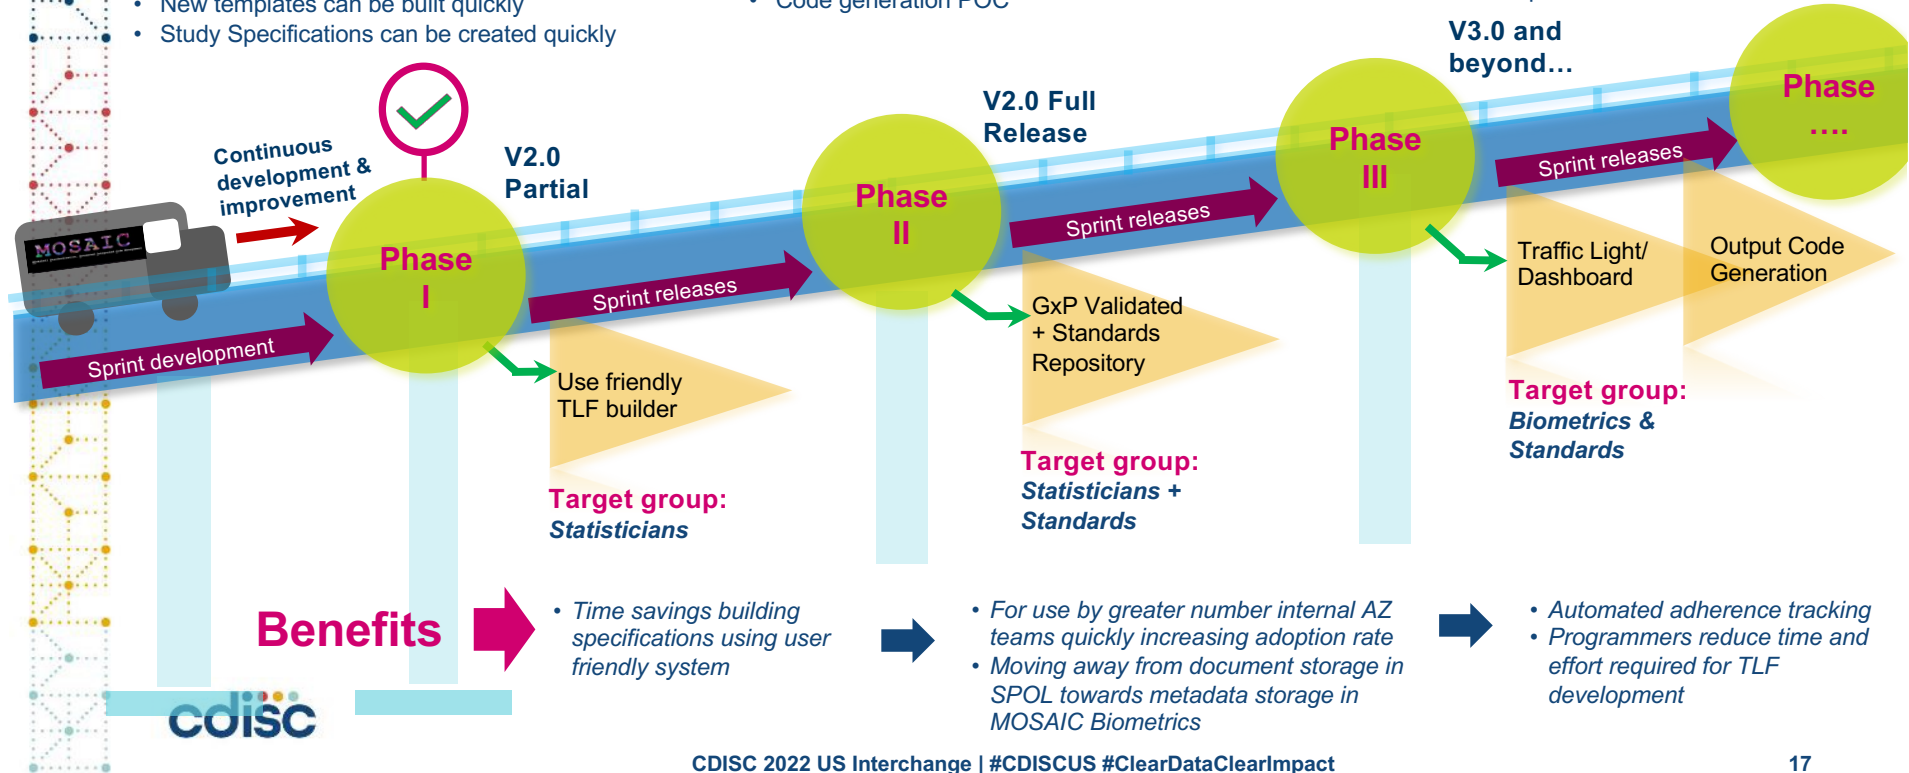 • New templates can be built quickly
• Study Specifications can be created quickly
• Code generation POC
V3.0 and
beyond...
Phase
....
V2.0 Full
Release
Phase
III
Sprint releases
Continuous
development &
improvement
V2.0
Partial
Phase
II
Sprint releases
MOSAIC
Phase
I
Sprint releases
Sprint development
Traffic Light/
Dashboard
Output Code
Generation
GxP Validated
+ Standards
Repository
Use friendly
TLF builder
Target group:
Biometrics &
Standards
Target group:
Statisticians +
Standards
Target group:
Statisticians
Benefits
• Time savings building
specifications using user
friendly system
• For use by greater number internal AZ
teams quickly increasing adoption rate
• Moving away from document storage in
SPOL towards metadata storage in
MOSAIC Biometrics
• Automated adherence tracking
• Programmers reduce time and
effort required for TLF
development
cdisc
CDISC 2022 US Interchange | #CDISCUS #ClearDataClearImpact
17